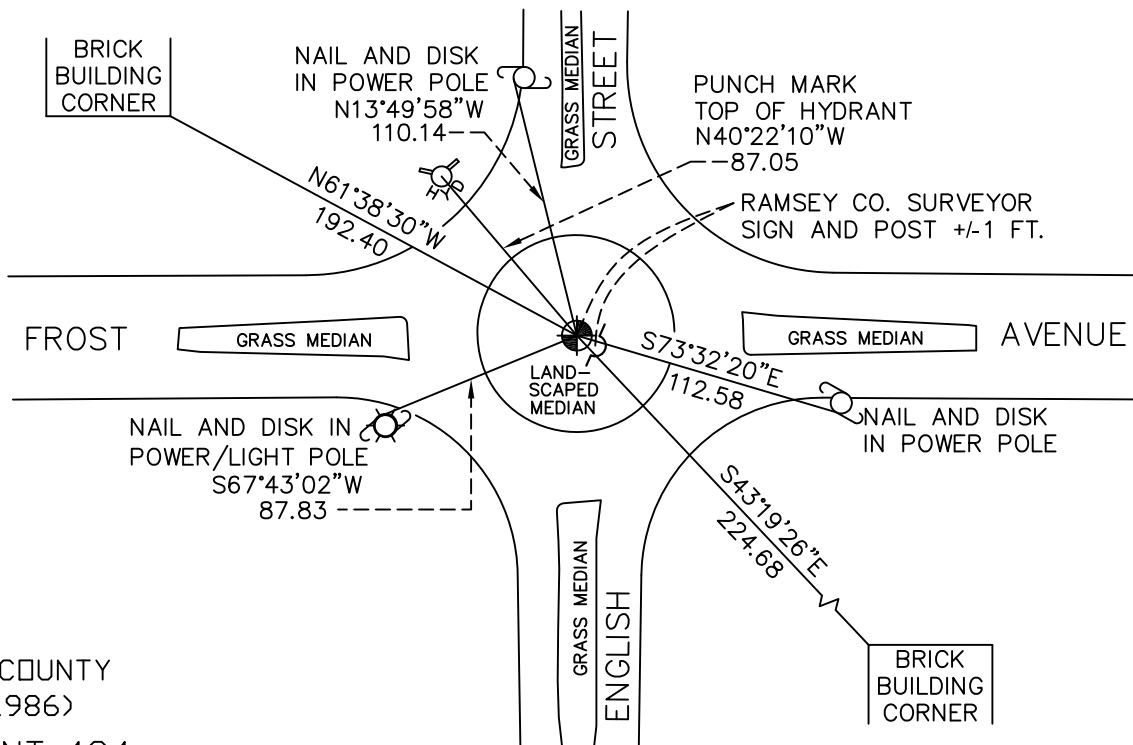 BRICK
BUILDING
CORNER
NAIL AND DISK
IN POWER POLE
N13°49'58"W
110.14
GRASS MEDIAN
STREET
PUNCH MARK
TOP OF HYDRANT
N40°22'10"W
87.05
HYD
N61°38'30"W
192.40
RAMSEY CO. SURVEYOR
SIGN AND POST +/-1 FT.
FROST
GRASS MEDIAN
LAND-
SCAPED
MEDIAN
S73°32'20"E
112.58
GRASS MEDIAN
AVENUE
NAIL AND DISK
IN POWER POLE
NAIL AND DISK IN
POWER/LIGHT POLE
S67°43'02"W
87.83
S43°19'26"E
224.68
GRASS MEDIAN
ENGLISH
BRICK
BUILDING
CORNER
COUNTY
1986)